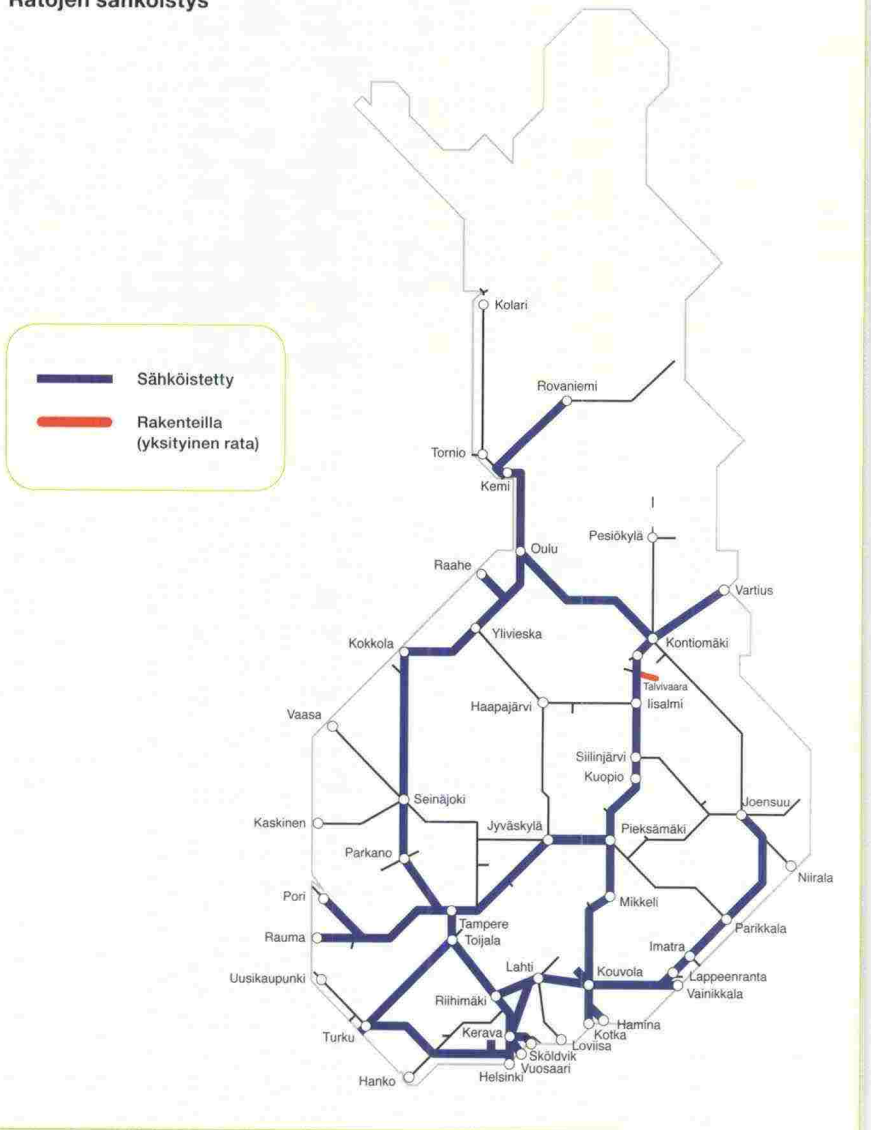 Ratojen sähköistys
Kolari
Sähköistetty
Rovaniemi
Rakenteilla
(yksityinen rata)
Tornio
Kemi
Pesiökylä
Oulu
Raahe
Vartius
Ylivieska
Kontiomäki
Kokkola
Talvivaara
Haapajärvi
Iisalmi
Vaasa
Siilinjärvi
Kuopio
Seinäjoki
Joensuu
Kaskinen
Jyväskylä
Pieksämäki
Parkano
Niirala
Pori
Mikkeli
Tampere
Parikkala
Rauma
Toijala
Imatra
Lahti
Kouvola
Lappeenranta
Uusikaupunki
Vainikkala
Riihimäki
Turku
Kerava
Hamina
Kotka
Loviisa
Sköldvik
Vuosaari
Hanko
Helsinki